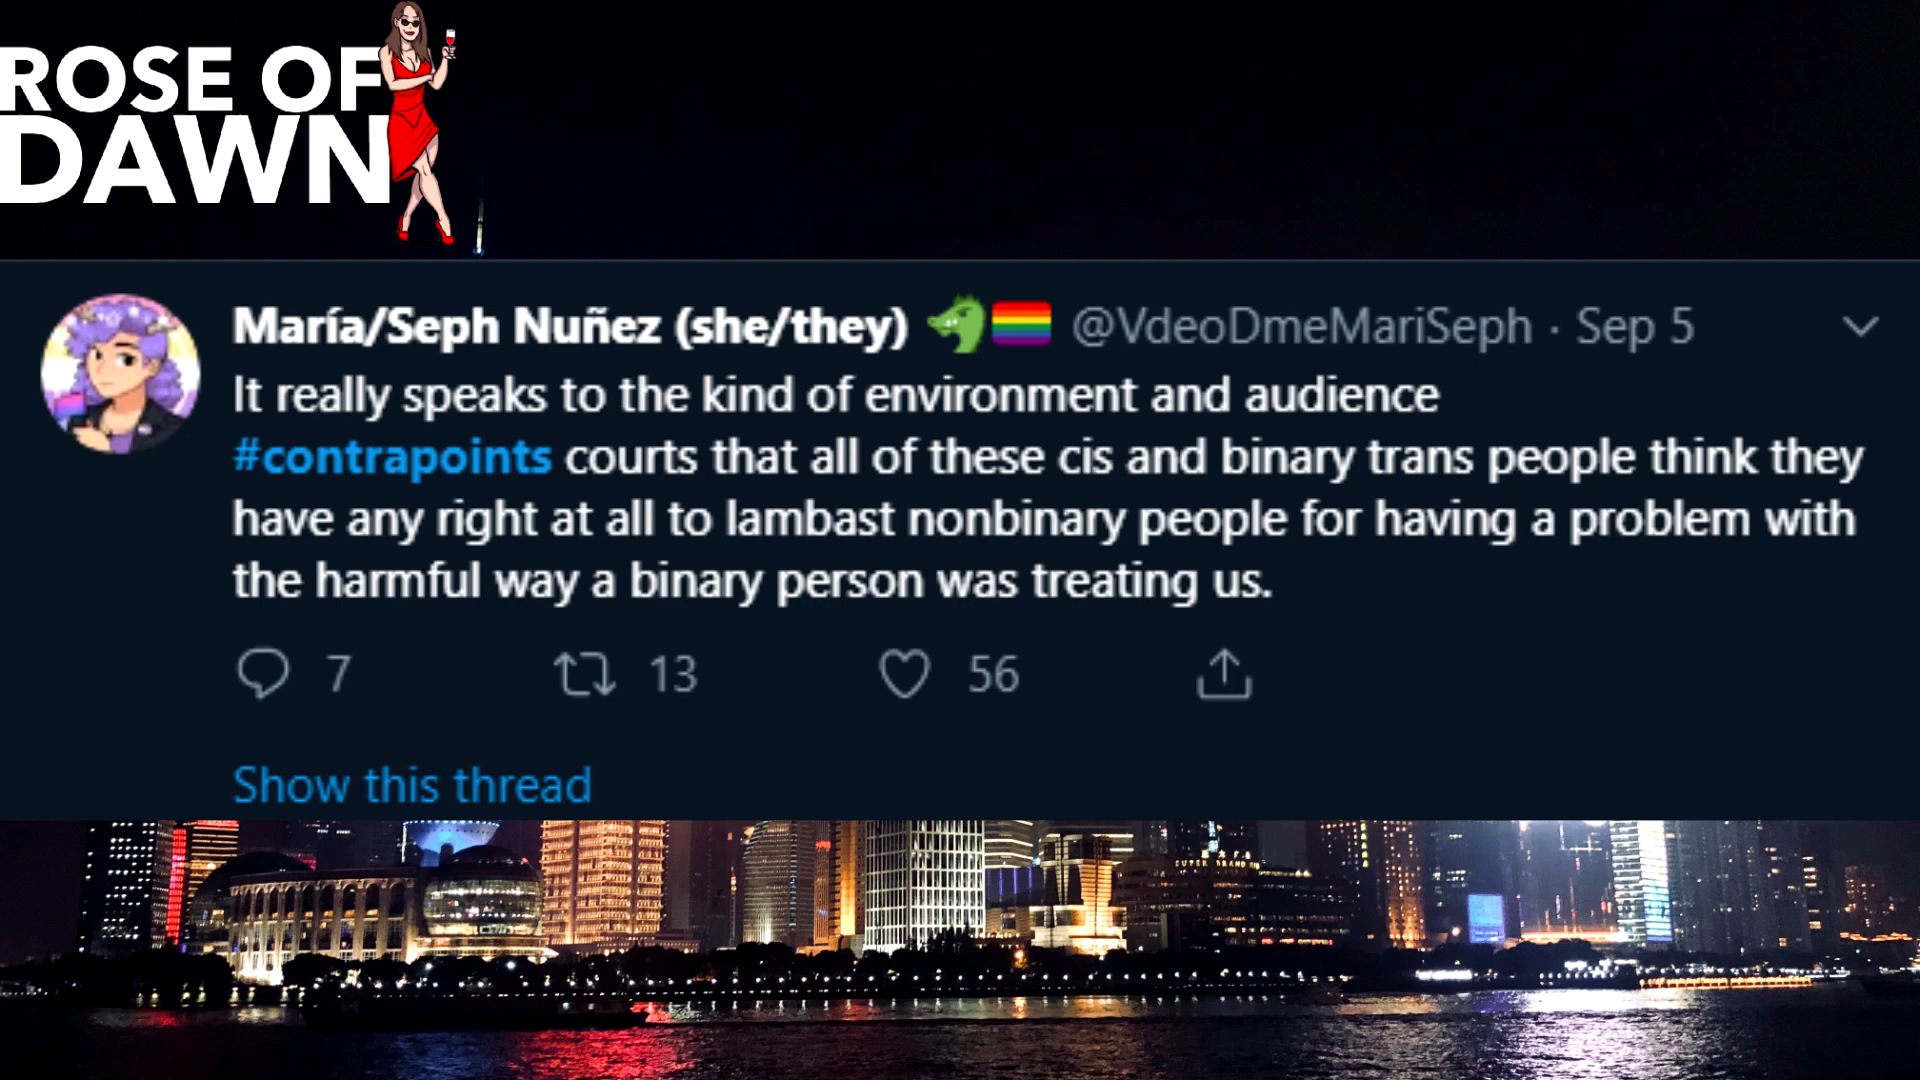 ROSE OF
DAWN
María/Seph Nuñez (she/they) 🐲🏳️‍🌈 @VdeoDmeMariSeph · Sep 5
It really speaks to the kind of environment and audience
#contrapoints courts that all of these cis and binary trans people think they
have any right at all to lambast nonbinary people for having a problem with
the harmful way a binary person was treating us.
7 13 56
Show this thread